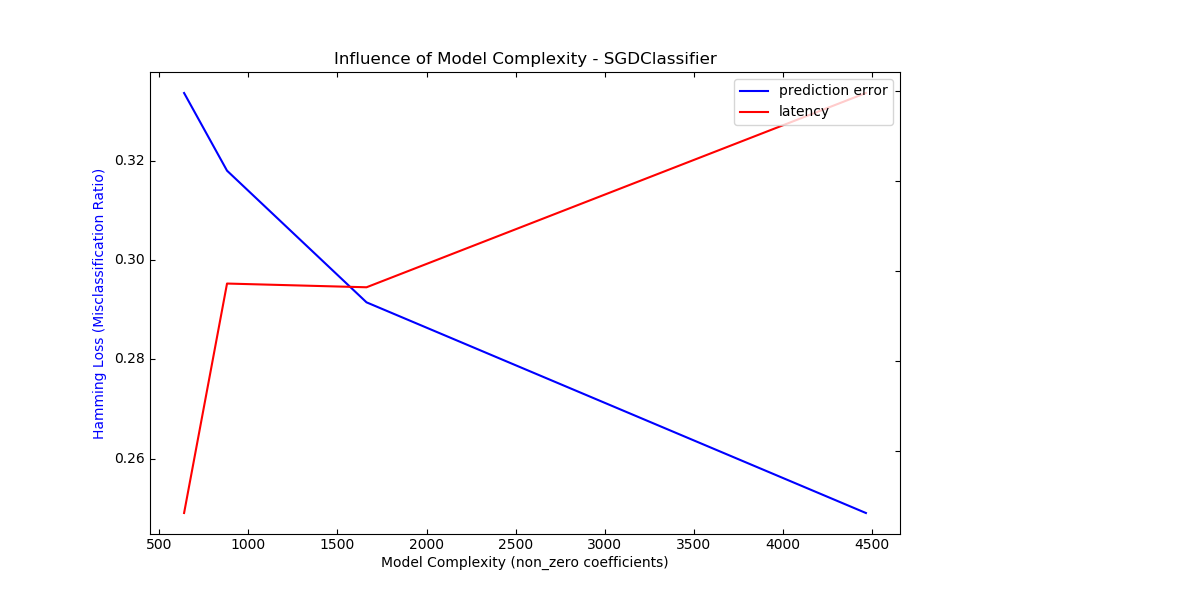 Influence of Model Complexity - SGDClassifier
prediction error
latency
Hamming Loss (Misclassification Ratio)
0.32
0.30
0.28
0.26
500 1000 1500 2000 2500 3000 3500 4000 4500
Model Complexity (non_zero coefficients)